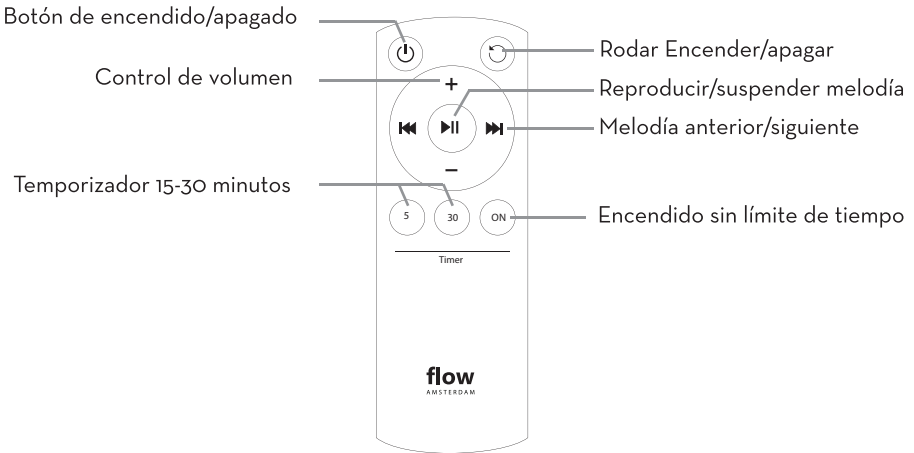 Botón de encendido/apagado
Rodar Encender/apagar
Control de volumen
Reproducir/suspender melodía
Melodía anterior/siguiente
Temporizador 15-30 minutos
5
30
ON
Encendido sin límite de tiempo
Timer
flow
AMSTERDAM